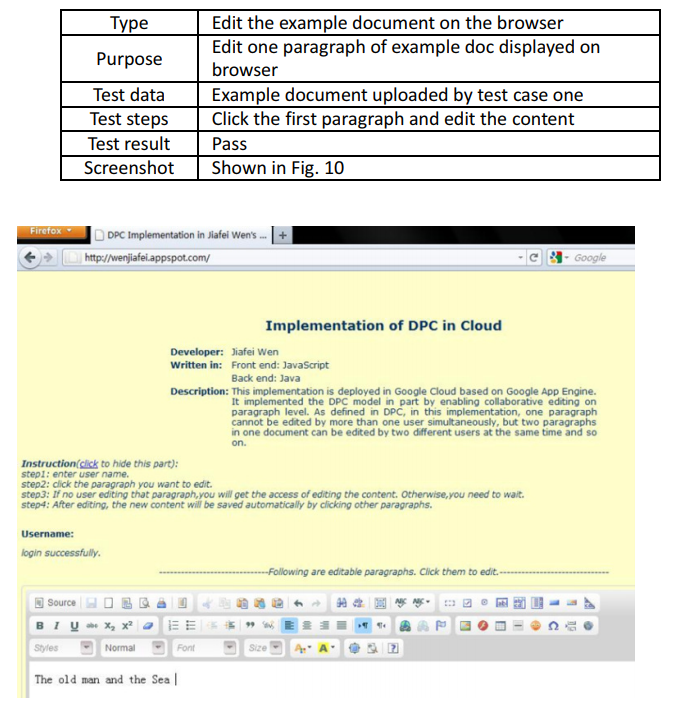 Type Edit the example document on the browser
Purpose Edit one paragraph of example doc displayed on
browser
Test data Example document uploaded by test case one
Test steps Click the first paragraph and edit the content
Test result Pass
Screenshot Shown in Fig. 10
Firefox
DPC Implementation in Jiafei Wen's ... +
http://wenjiafei.appspot.com/ Google
Implementation of DPC in Cloud
Developer: Jiafei Wen
Written in: Front end: JavaScript
Back end: Java
Description: This implementation is deployed in Google Cloud based on Google App Engine.
It implemented the DPC model in part by enabling collaborative editing on
paragraph level. As defined in DPC, in this implementation, one paragraph
cannot be edited by more than one user simultaneously, but two paragraphs
in one document can be edited by two different users at the same time and so
on.
Instruction(click to hide this part):
step1: enter user name.
step2: click the paragraph you want to edit.
step3: If no user editing that paragraph,you will get the access of editing the content. Otherwise,you need to wait.
step4: After editing, the new content will be saved automatically by clicking other paragraphs.
Username:
login successfully.
------------------------------Following are editable paragraphs. Click them to edit.------------------------------
Source
B I U abc X₂ X²
Styles Normal Font Size A A
The old man and the Sea